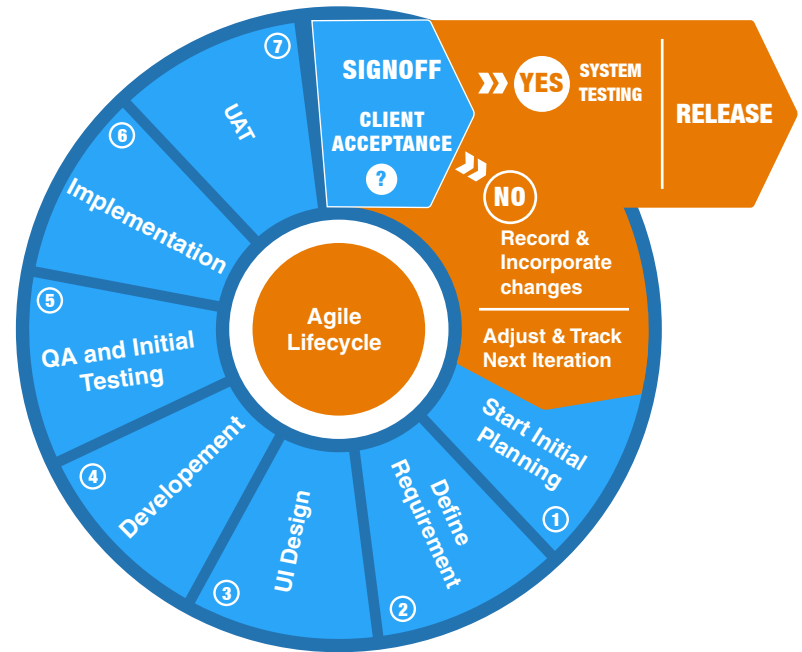 Agile
Lifecycle
1
Start Initial
Planning
2
Define
Requirement
3
UI Design
4
Developement
5
QA and Initial
Testing
6
Implementation
7
UAT
SIGNOFF
CLIENT
ACCEPTANCE
?
YES
SYSTEM
TESTING
RELEASE
NO
Record &
Incorporate
changes
Adjust & Track
Next Iteration